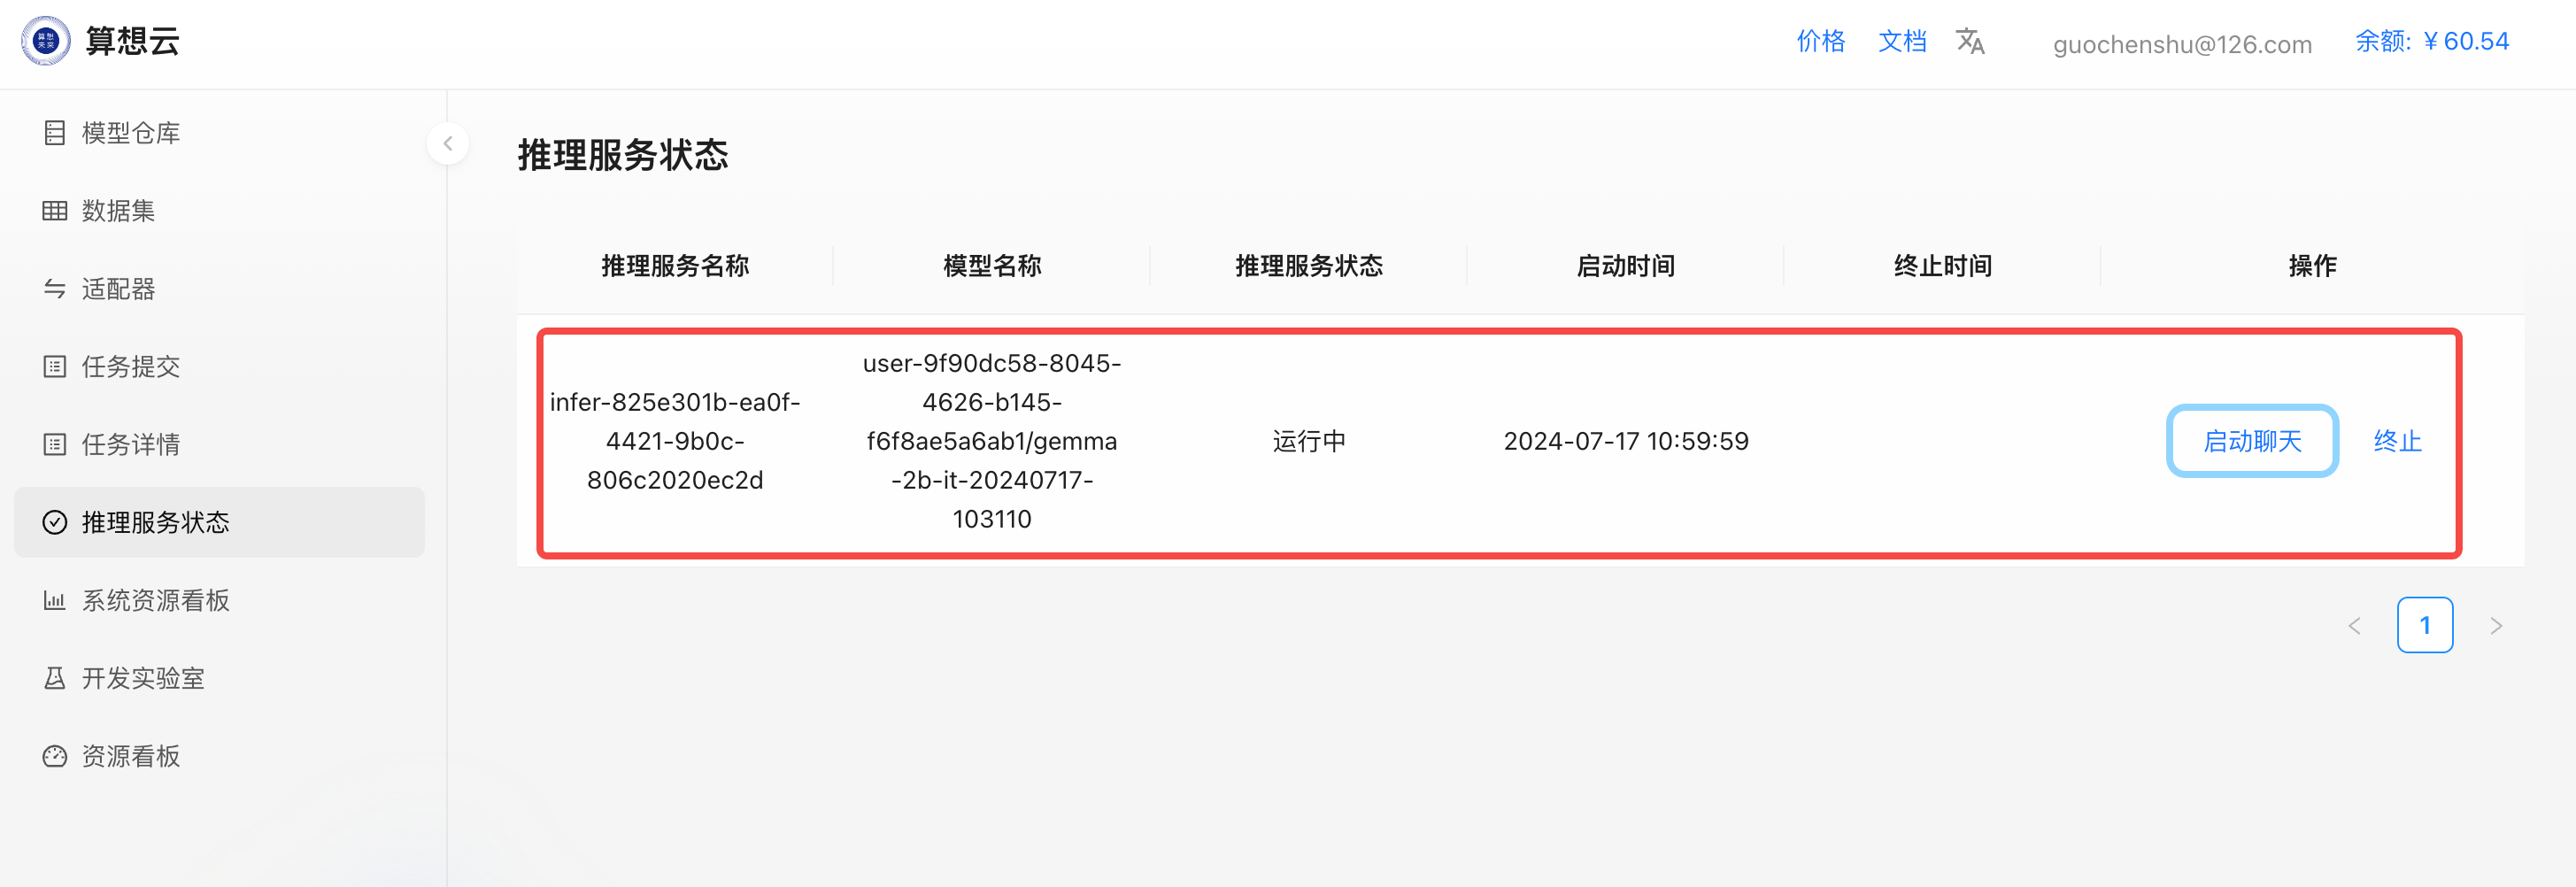 算想云
价格
文档
guochenshu@126.com
余额: ¥ 60.54
模型仓库
数据集
适配器
任务提交
任务详情
推理服务状态
系统资源看板
开发实验室
资源看板
推理服务状态
推理服务名称
模型名称
推理服务状态
启动时间
终止时间
操作
infer-825e301b-ea0f-
4421-9b0c-
806c2020ec2d
user-9f90dc58-8045-
4626-b145-
f6f8ae5a6ab1/gemma
-2b-it-20240717-
103110
运行中
2024-07-17 10:59:59
启动聊天
终止
1